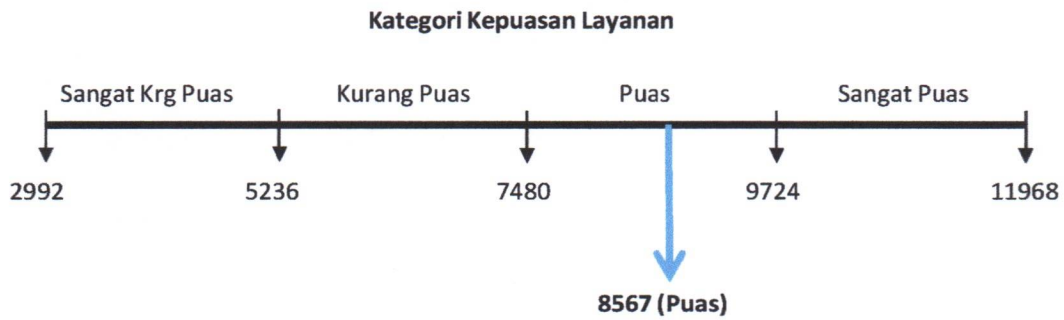 Kategori Kepuasan Layanan
Sangat Krg Puas Kurang Puas Puas Sangat Puas
2992 5236 7480 9724 11968
8567 (Puas)